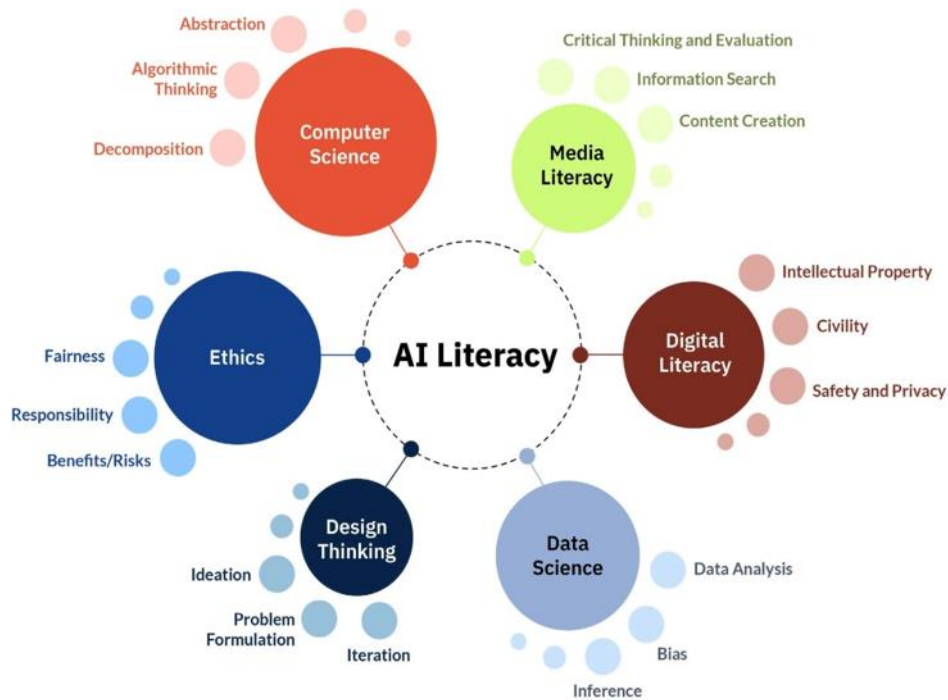 Abstraction
Algorithmic
Thinking
Decomposition
Computer
Science
Critical Thinking and Evaluation
Information Search
Content Creation
Media
Literacy
Intellectual Property
Civility
Safety and Privacy
Digital
Literacy
AI Literacy
Ethics
Fairness
Responsibility
Benefits/Risks
Design
Thinking
Ideation
Problem
Formulation
Iteration
Data
Science
Data Analysis
Bias
Inference